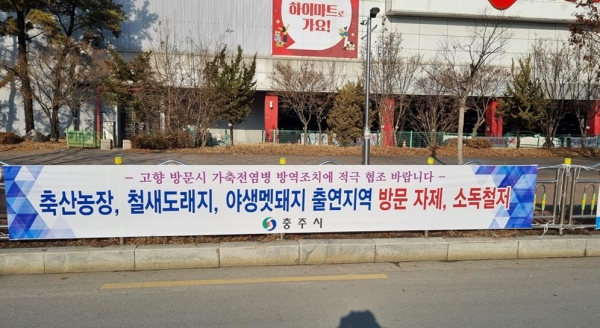 하이마트로
가요!
- 고향 방문시 가축전염병 방역조치에 적극 협조 바랍니다 -
축산농장, 철새도래지, 야생멧돼지 출연지역 방문 자제, 소독철저
충주시